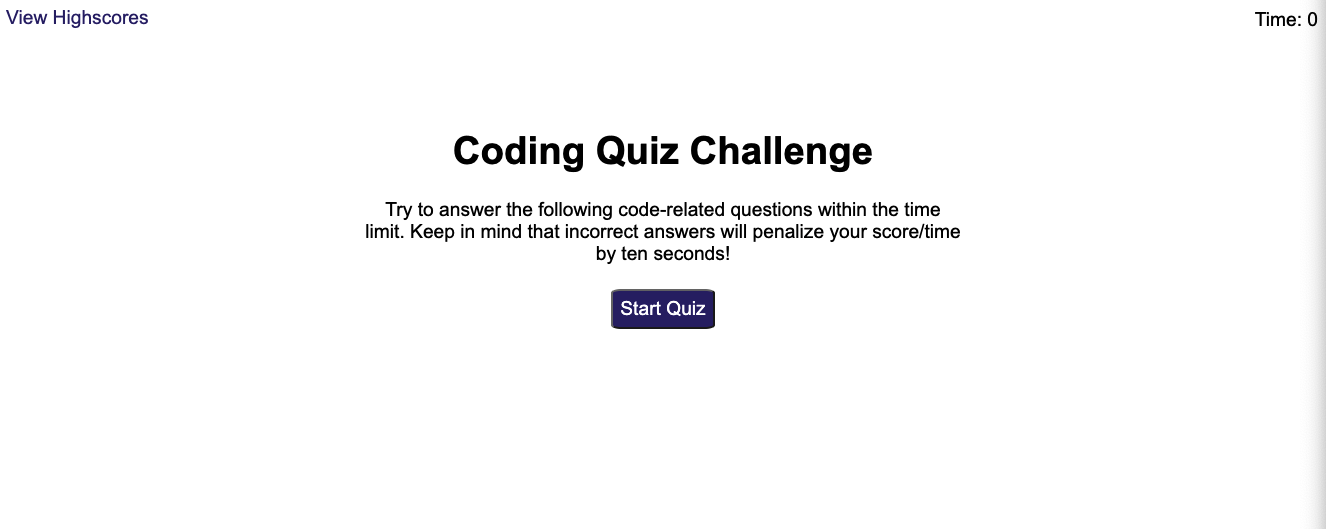 View Highscores
Time: 0
Coding Quiz Challenge
Try to answer the following code-related questions within the time
limit. Keep in mind that incorrect answers will penalize your score/time
by ten seconds!
Start Quiz